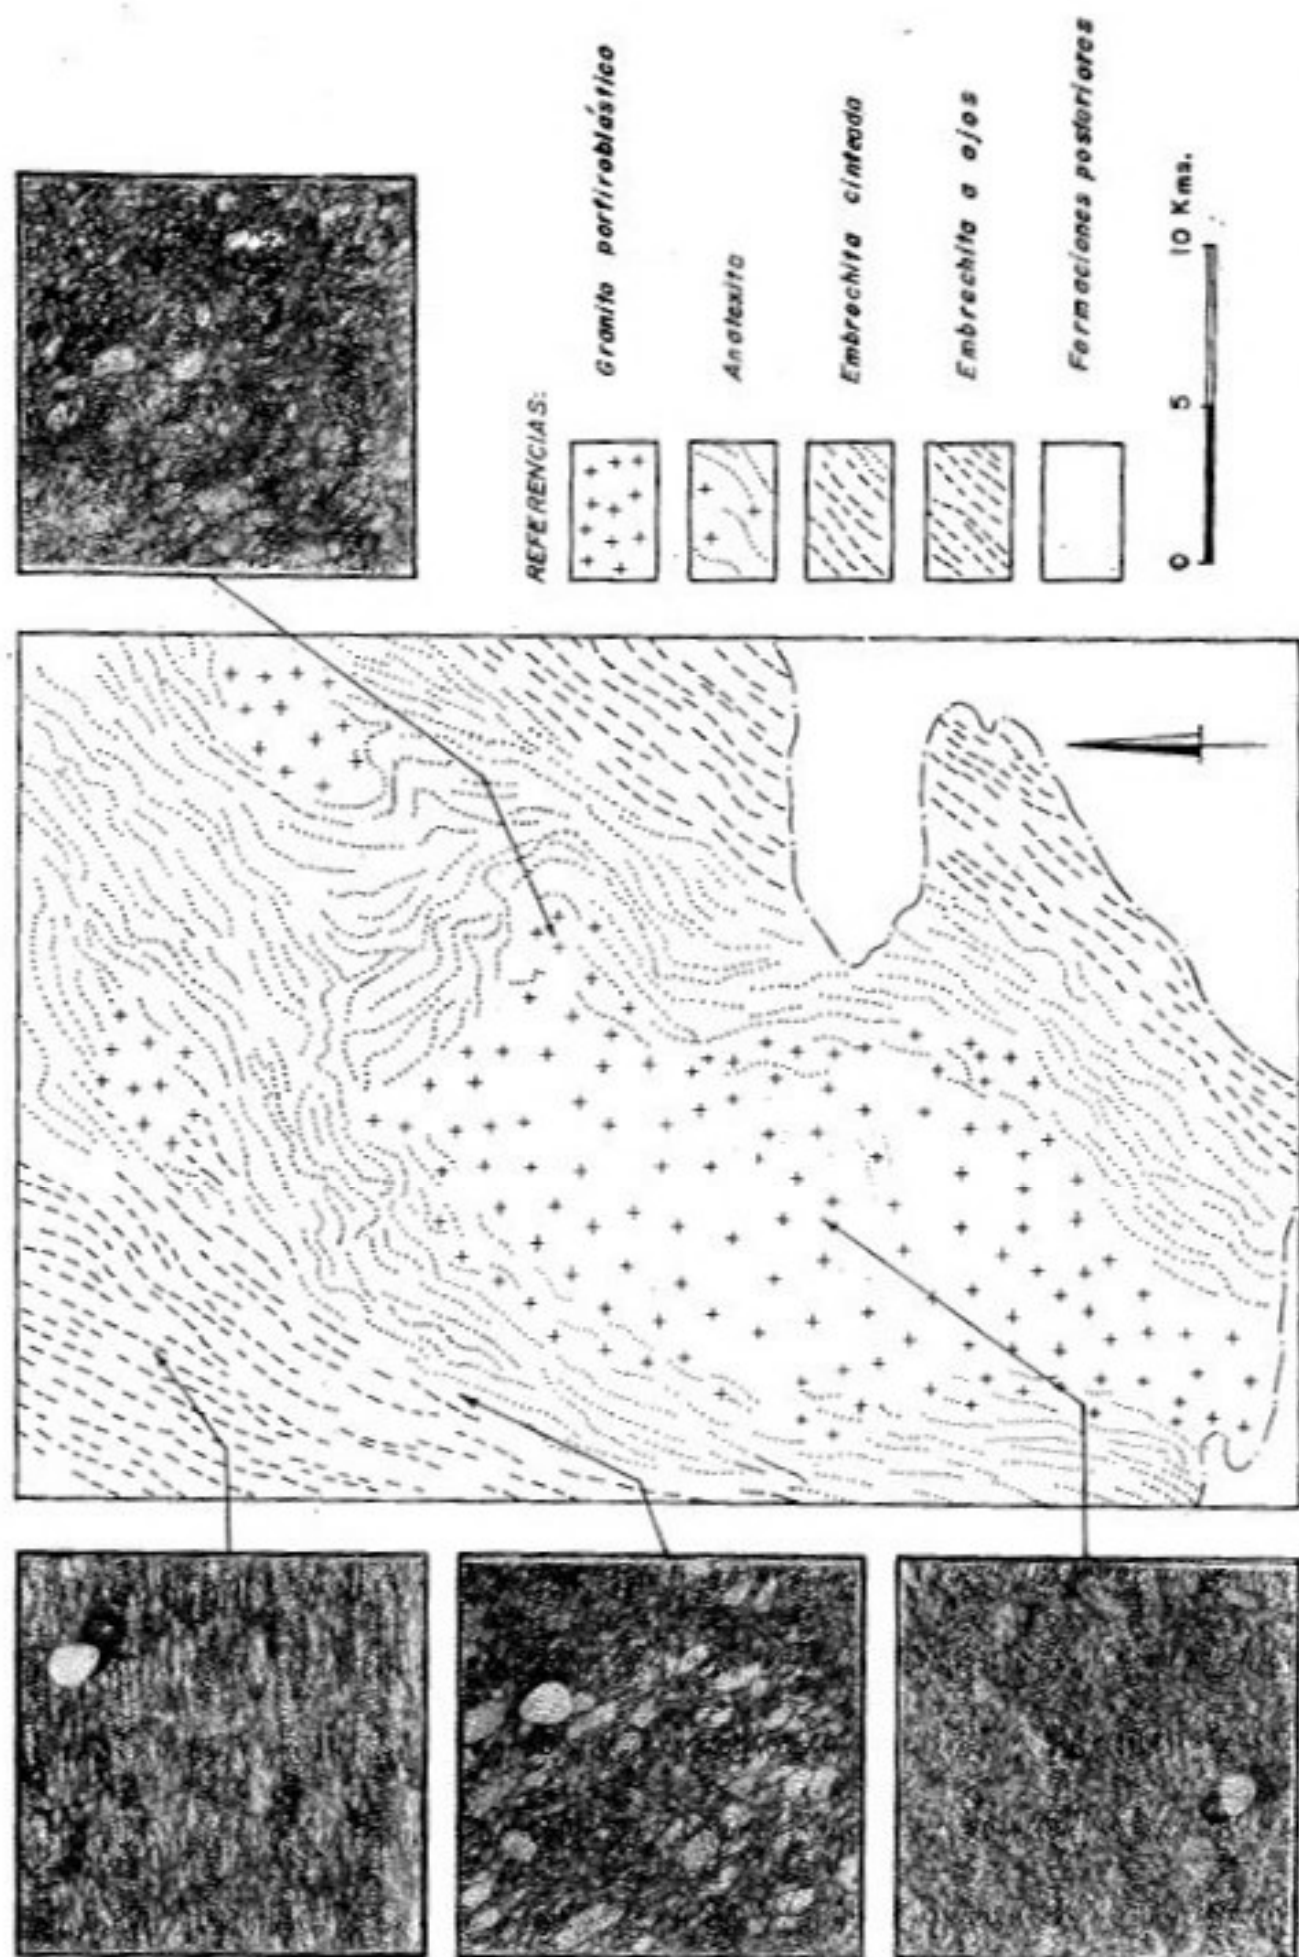 REFERENCIAS:
Granito porfiroblástico
Anatexita
Embrechita cinteada
Embrechita a ojos
Formaciones posteriores
0 5 10 Kms.